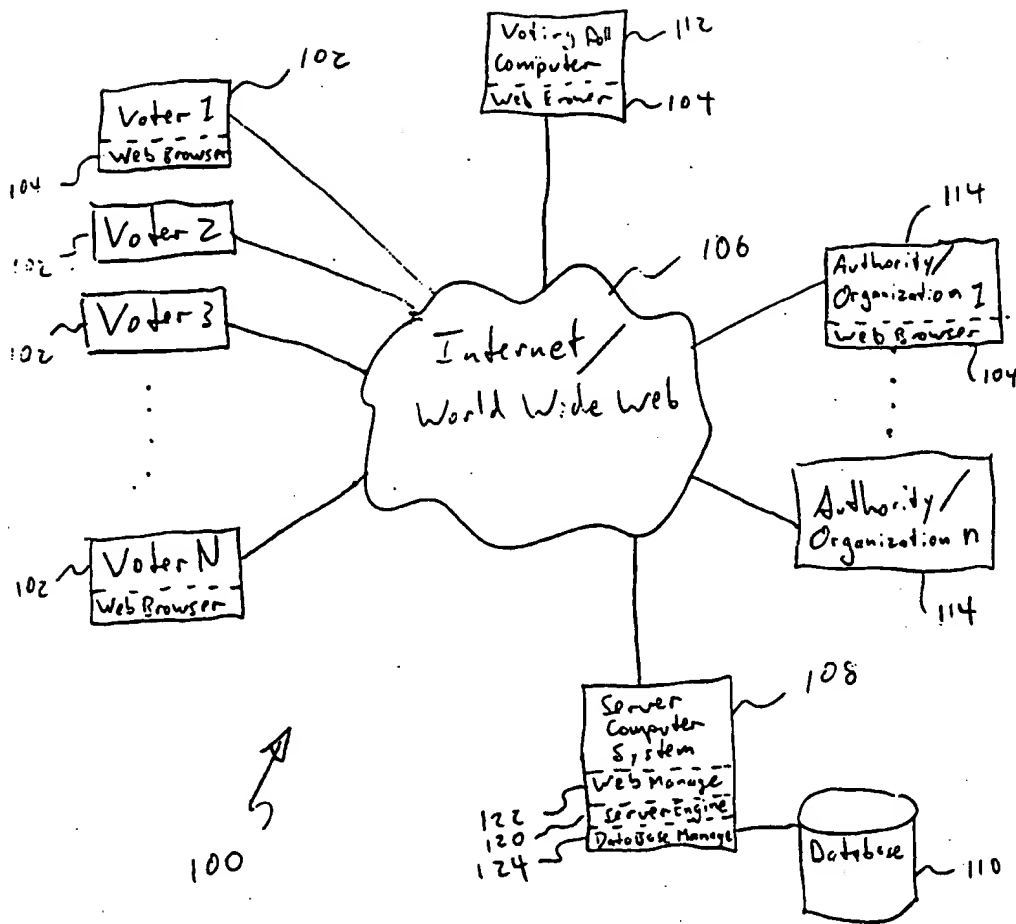 Voting Poll
Computer
Web Browser
112
104
102
Voter 1
Web Browser
104
Voter 2
102
Voter 3
102
106
Internet/
World Wide Web
114
Authority/
Organization 1
Web Browser
104
Authority/
Organization n
114
Voter N
102
Web Browser
108
Server
Computer
System
Web Manage
122
Server Engine
120
DataBase Manage
124
Database
110
100